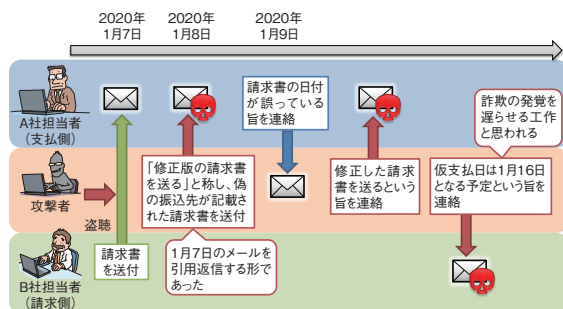 2020年
1月7日
2020年
1月8日
2020年
1月9日
A社担当者
(支払側)
請求書の日付
が誤っている
旨を連絡
詐欺の発覚を
遅らせる工作
と思われる
攻撃者
盗聴
「修正版の請求書
を送る」と称し、偽
の振込先が記載
された請求書を送付
修正した請求
書を送るという
旨を連絡
仮支払日は1月16日
となる予定という旨を
連絡
B社担当者
(請求側)
請求書
を送付
1月7日のメールを
引用返信する形で
あった